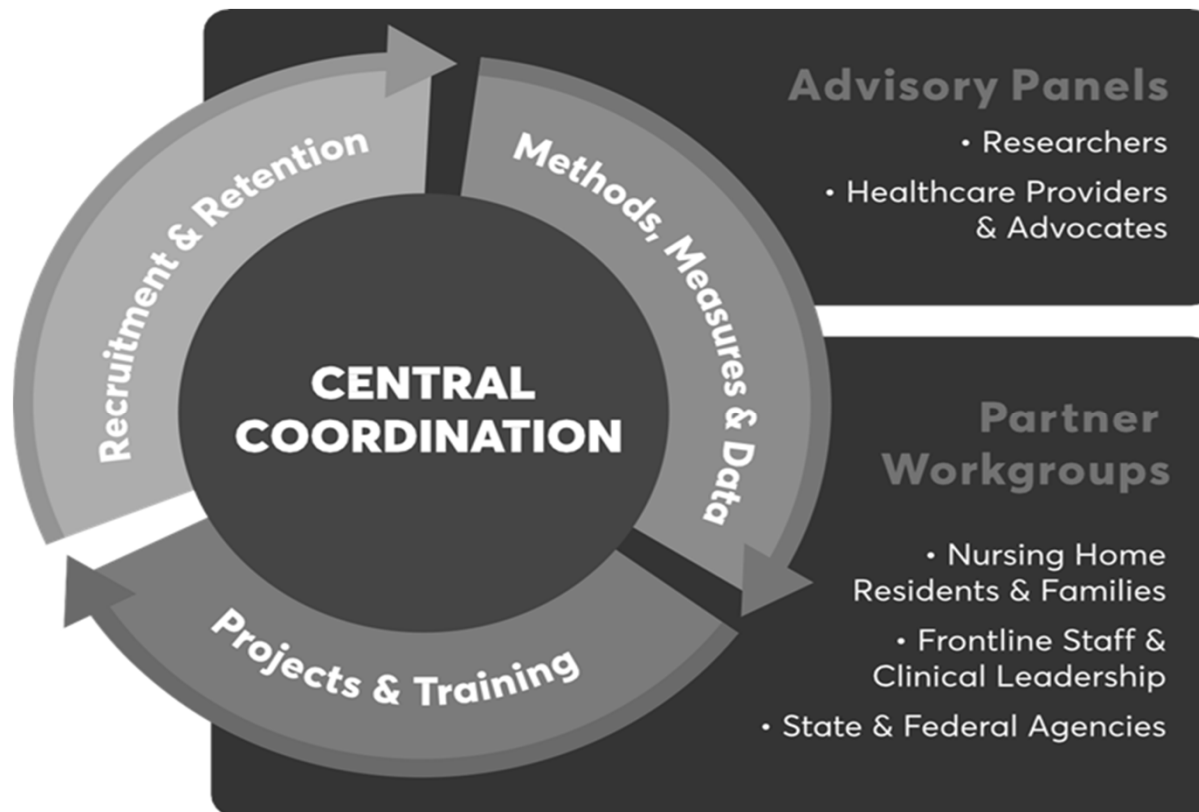 Recruitment & Retention
Methods, Measures & Data
Projects & Training
CENTRAL
COORDINATION
Advisory Panels
• Researchers
• Healthcare Providers
& Advocates
Partner
Workgroups
• Nursing Home
Residents & Families
• Frontline Staff &
Clinical Leadership
• State & Federal Agencies